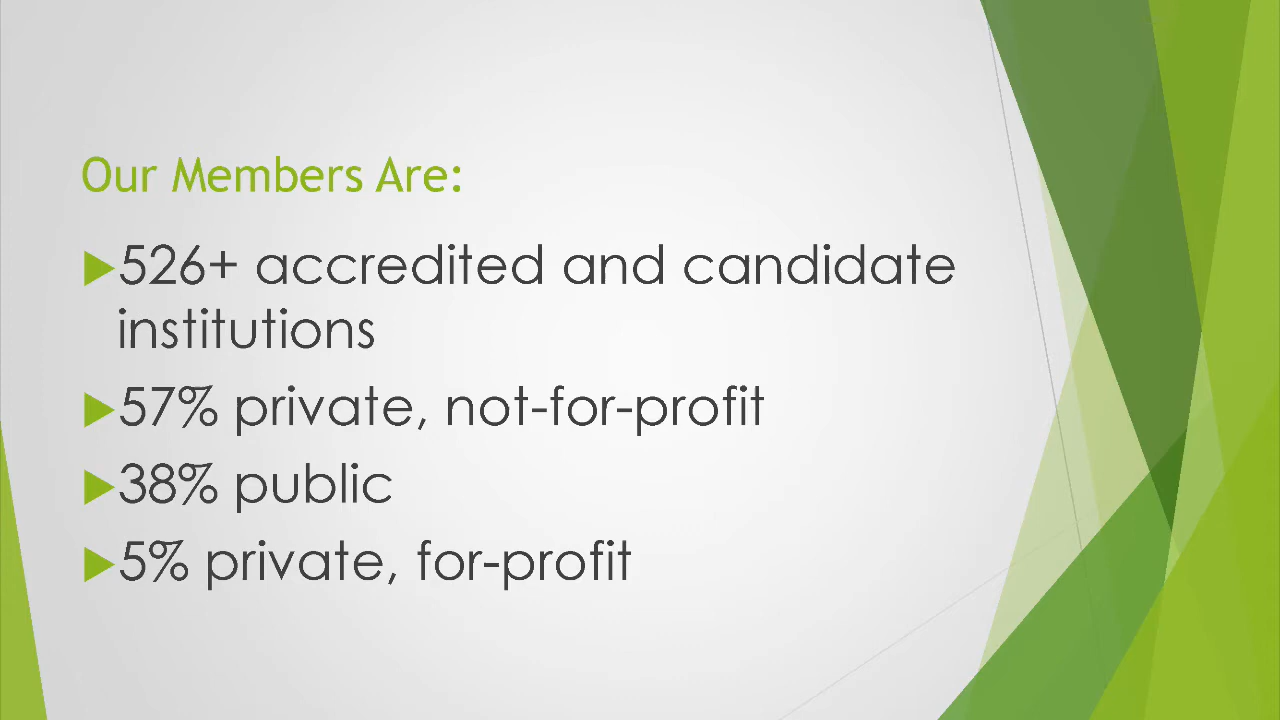 Our Members Are:
526+ accredited and candidate
institutions
57% private, not-for-profit
38% public
5% private, for-profit